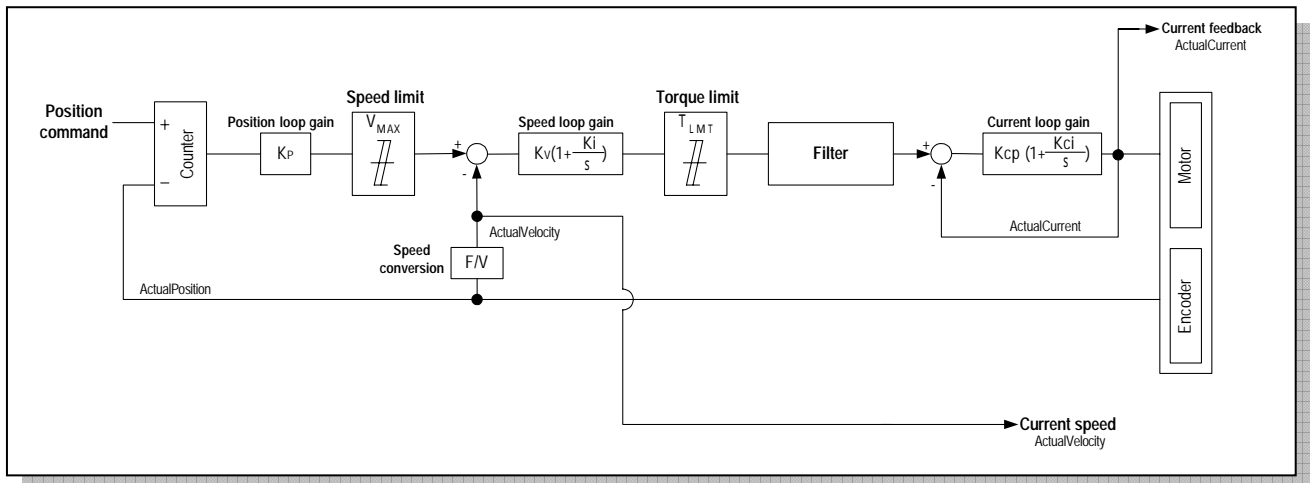 Current feedback
ActualCurrent
Position
command
+
−
Counter
Position loop gain
KP
Speed limit
VMAX
+
-
Speed loop gain
Kv(1+Ki/s)
Torque limit
TLMT
Filter
+
-
Current loop gain
Kcp (1+Kci/s)
Motor
ActualCurrent
ActualVelocity
Speed
conversion
F/V
ActualPosition
Encoder
Current speed
ActualVelocity